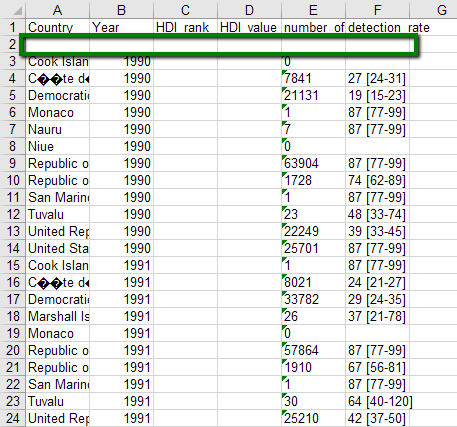 A B C D E F G
1 Country Year HDI_rank HDI_value number_of detection_rate
2
3 Cook Islan 1990 0
4 C��te d� 1990 7841 27 [24-31]
5 Democrati 1990 21131 19 [15-23]
6 Monaco 1990 1 87 [77-99]
7 Nauru 1990 7 87 [77-99]
8 Niue 1990 0
9 Republic o 1990 63904 87 [77-99]
10 Republic o 1990 1728 74 [62-89]
11 San Marino 1990 1 87 [77-99]
12 Tuvalu 1990 23 48 [33-74]
13 United Rep 1990 22249 39 [33-45]
14 United Sta 1990 25701 87 [77-99]
15 Cook Islan 1991 1 87 [77-99]
16 C��te d� 1991 8021 24 [21-27]
17 Democrati 1991 33782 29 [24-35]
18 Marshall Is 1991 26 37 [21-78]
19 Monaco 1991 0
20 Republic o 1991 57864 87 [77-99]
21 Republic o 1991 1910 67 [56-81]
22 San Marino 1991 1 87 [77-99]
23 Tuvalu 1991 30 64 [40-120]
24 United Rep 1991 25210 42 [37-50]